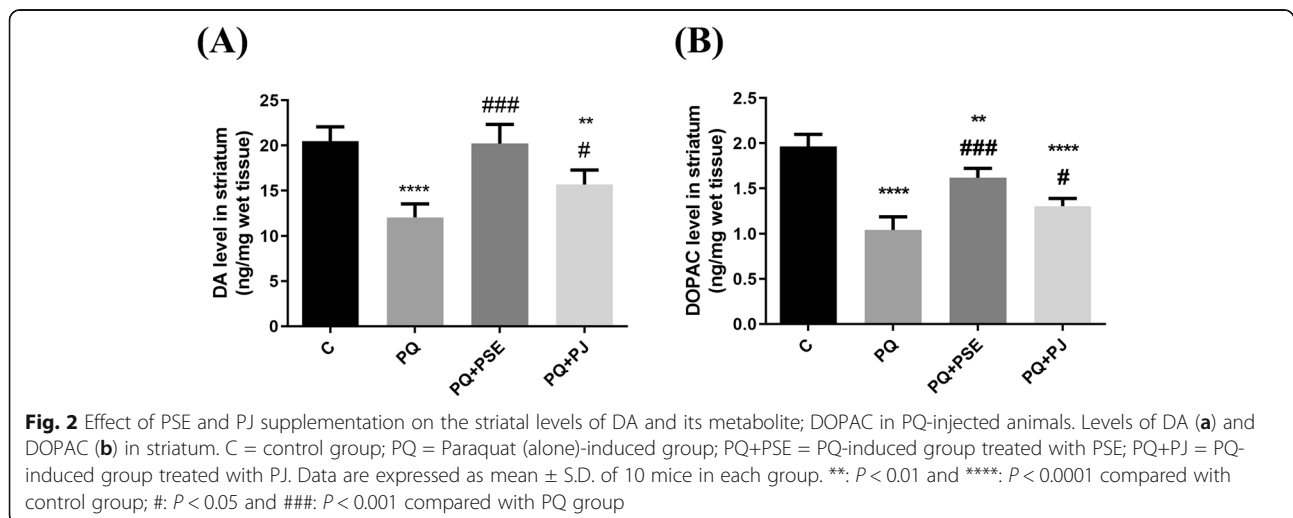 (A)
DA level in striatum
(ng/mg wet tissue)
25
20
15
10
5
0
****
###
**
#
C
PQ
PQ+PSE
PQ+PJ
(B)
DOPAC level in striatum
(ng/mg wet tissue)
2.5
2.0
1.5
1.0
0.5
0.0
****
**
###
****
#
C
PQ
PQ+PSE
PQ+PJ
Fig. 2 Effect of PSE and PJ supplementation on the striatal levels of DA and its metabolite; DOPAC in PQ-injected animals. Levels of DA (a) and
DOPAC (b) in striatum. C = control group; PQ = Paraquat (alone)-induced group; PQ+PSE = PQ-induced group treated with PSE; PQ+PJ = PQ-
induced group treated with PJ. Data are expressed as mean ± S.D. of 10 mice in each group. **: P < 0.01 and ****: P < 0.0001 compared with
control group; #: P < 0.05 and ###: P < 0.001 compared with PQ group